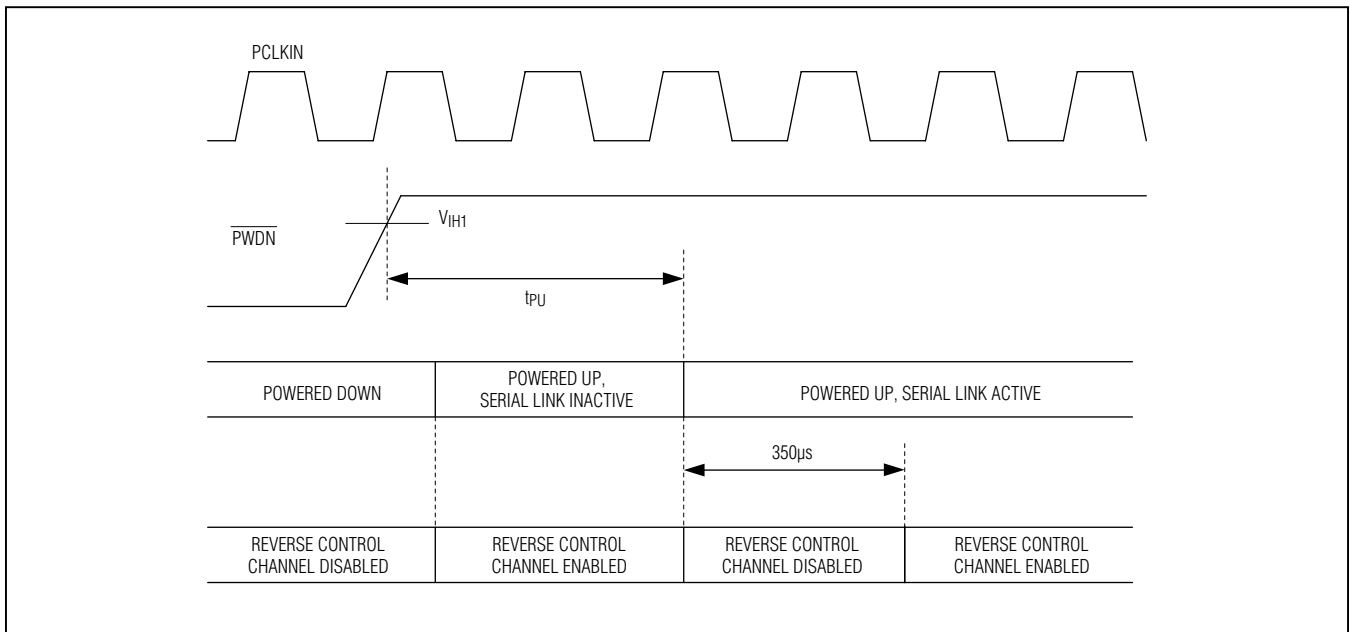 PCLKIN
VIH1
PWDN
tPU
POWERED DOWN
POWERED UP,
SERIAL LINK INACTIVE
POWERED UP, SERIAL LINK ACTIVE
350µs
REVERSE CONTROL
CHANNEL DISABLED
REVERSE CONTROL
CHANNEL ENABLED
REVERSE CONTROL
CHANNEL DISABLED
REVERSE CONTROL
CHANNEL ENABLED